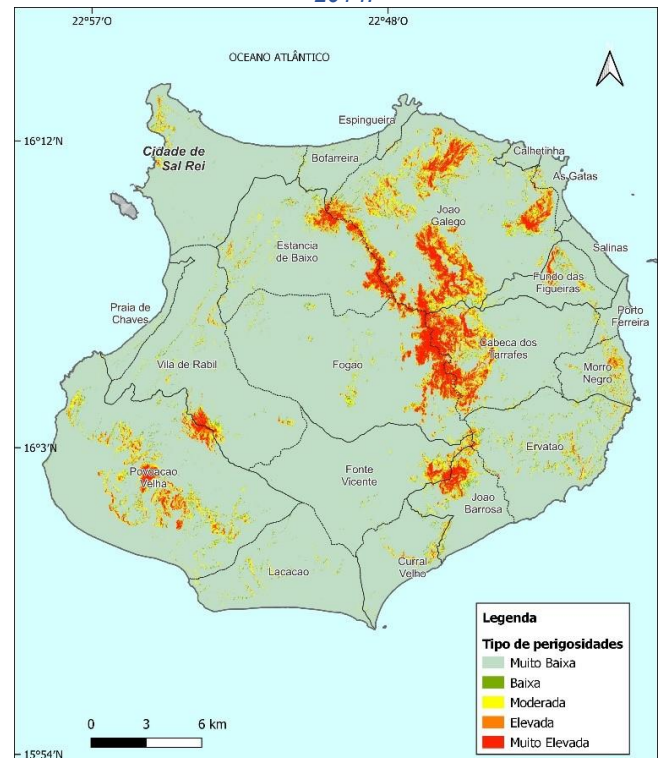 22°57'O
22°48'O
OCEANO ATLÂNTICO
Espingueira
16°12'N
Cidade de
Sal Rei
Bofarreira
Calhetinha
As Gatas
Joao
Galego
Estancia
de Baixo
Salinas
Fundo das
Figueiras
Praia de
Chaves
Porto
Ferreira
Cabeca dos
Tarrafes
Vila de Rabil
Fogao
Morro
Negro
16°3'N
Ervatao
Povoacao
Velha
Fonte
Vicente
Joao
Barrosa
Lacacao
Curral
Velho
Legenda
Tipo de perigosidades
Muito Baixa
Baixa
Moderada
Elevada
Muito Elevada
0 3 6 km
15°54'N